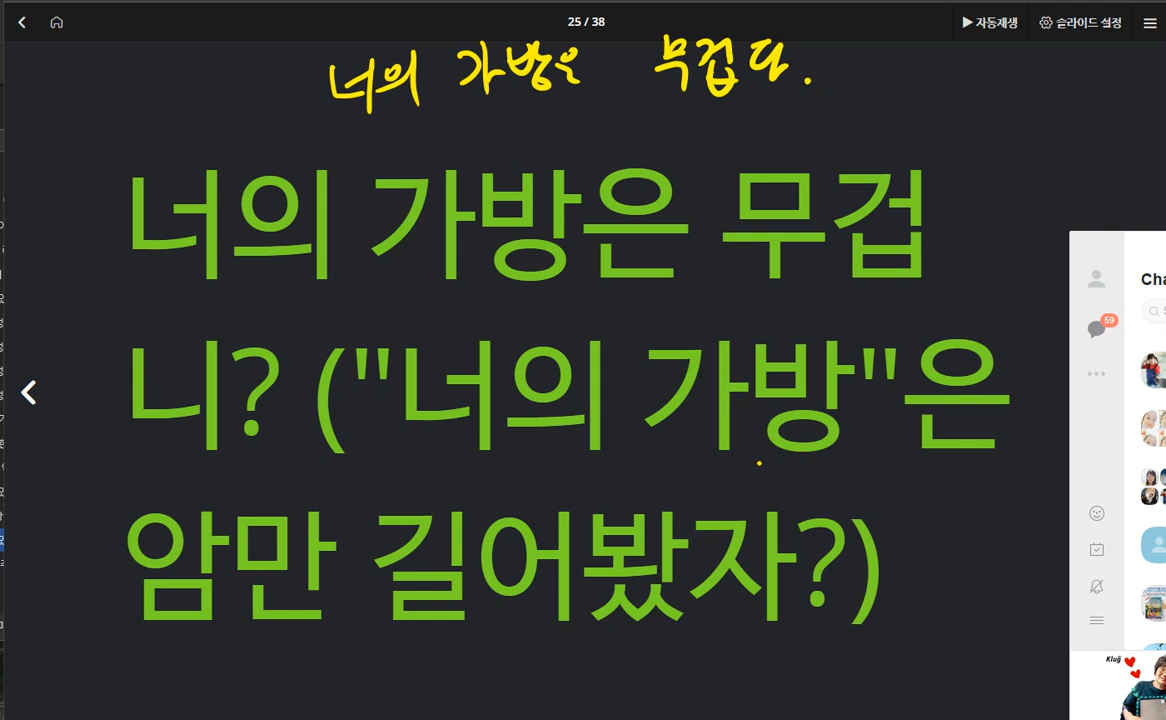 25 / 38
▶ 자동재생
슬라이드 설정
너의 가방은 무겁다.
너의 가방은 무겁
니? ("너의 가방"은
암만 길어봤자?)
Cha
59
Kluğ